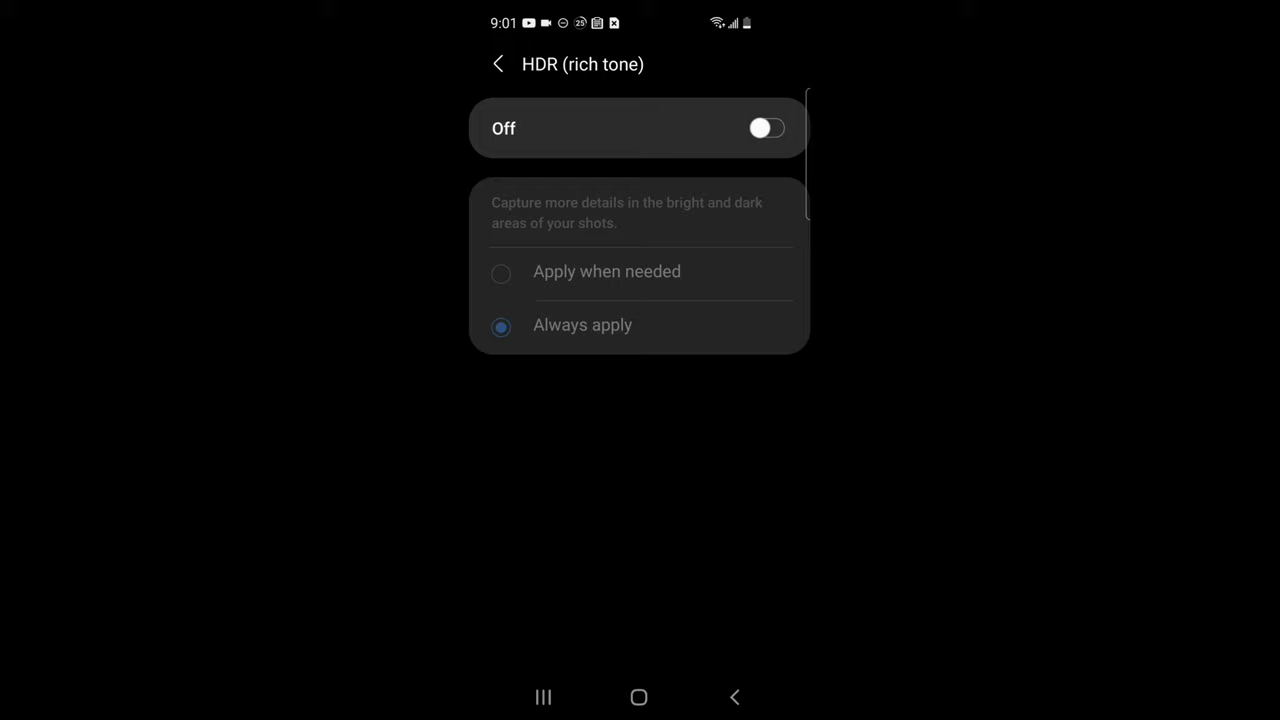 9:01 25
HDR (rich tone)
Off
Capture more details in the bright and dark
areas of your shots.
Apply when needed
Always apply